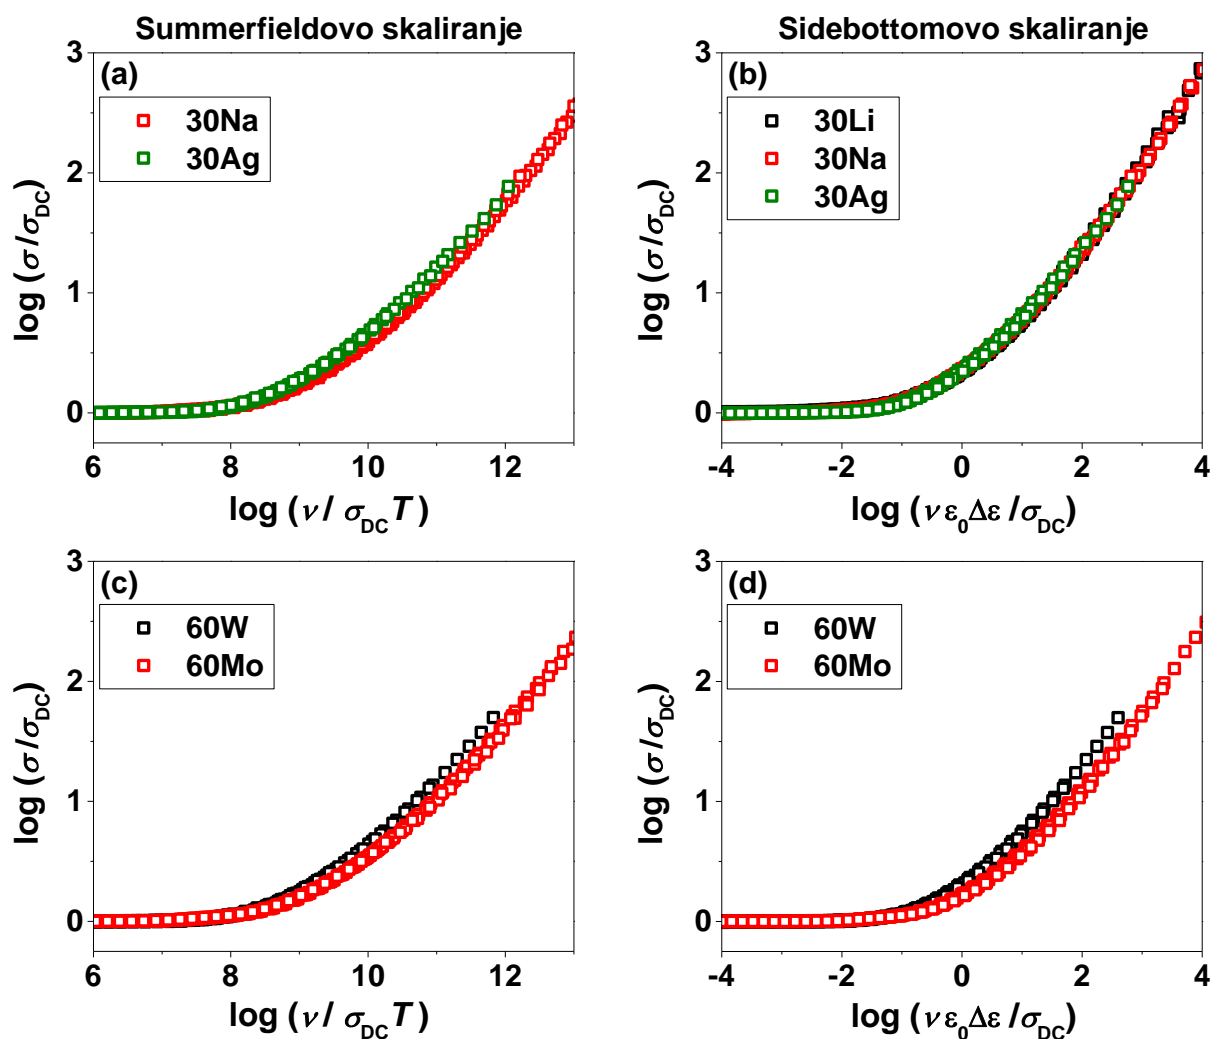 Summerfieldovo skaliranje
Sidebottomovo skaliranje
(a)
30Na
30Ag
log (σ/σDC)
3
2
1
0
6 8 10 12
log (ν/ σDCT)
(b)
30Li
30Na
30Ag
log (σ/σDC)
3
2
1
0
-4 -2 0 2 4
log (ν ε0Δε/σDC)
(c)
60W
60Mo
log (σ/σDC)
3
2
1
0
6 8 10 12
log (ν/ σDCT)
(d)
60W
60Mo
log (σ/σDC)
3
2
1
0
-4 -2 0 2 4
log (ν ε0Δε/σDC)